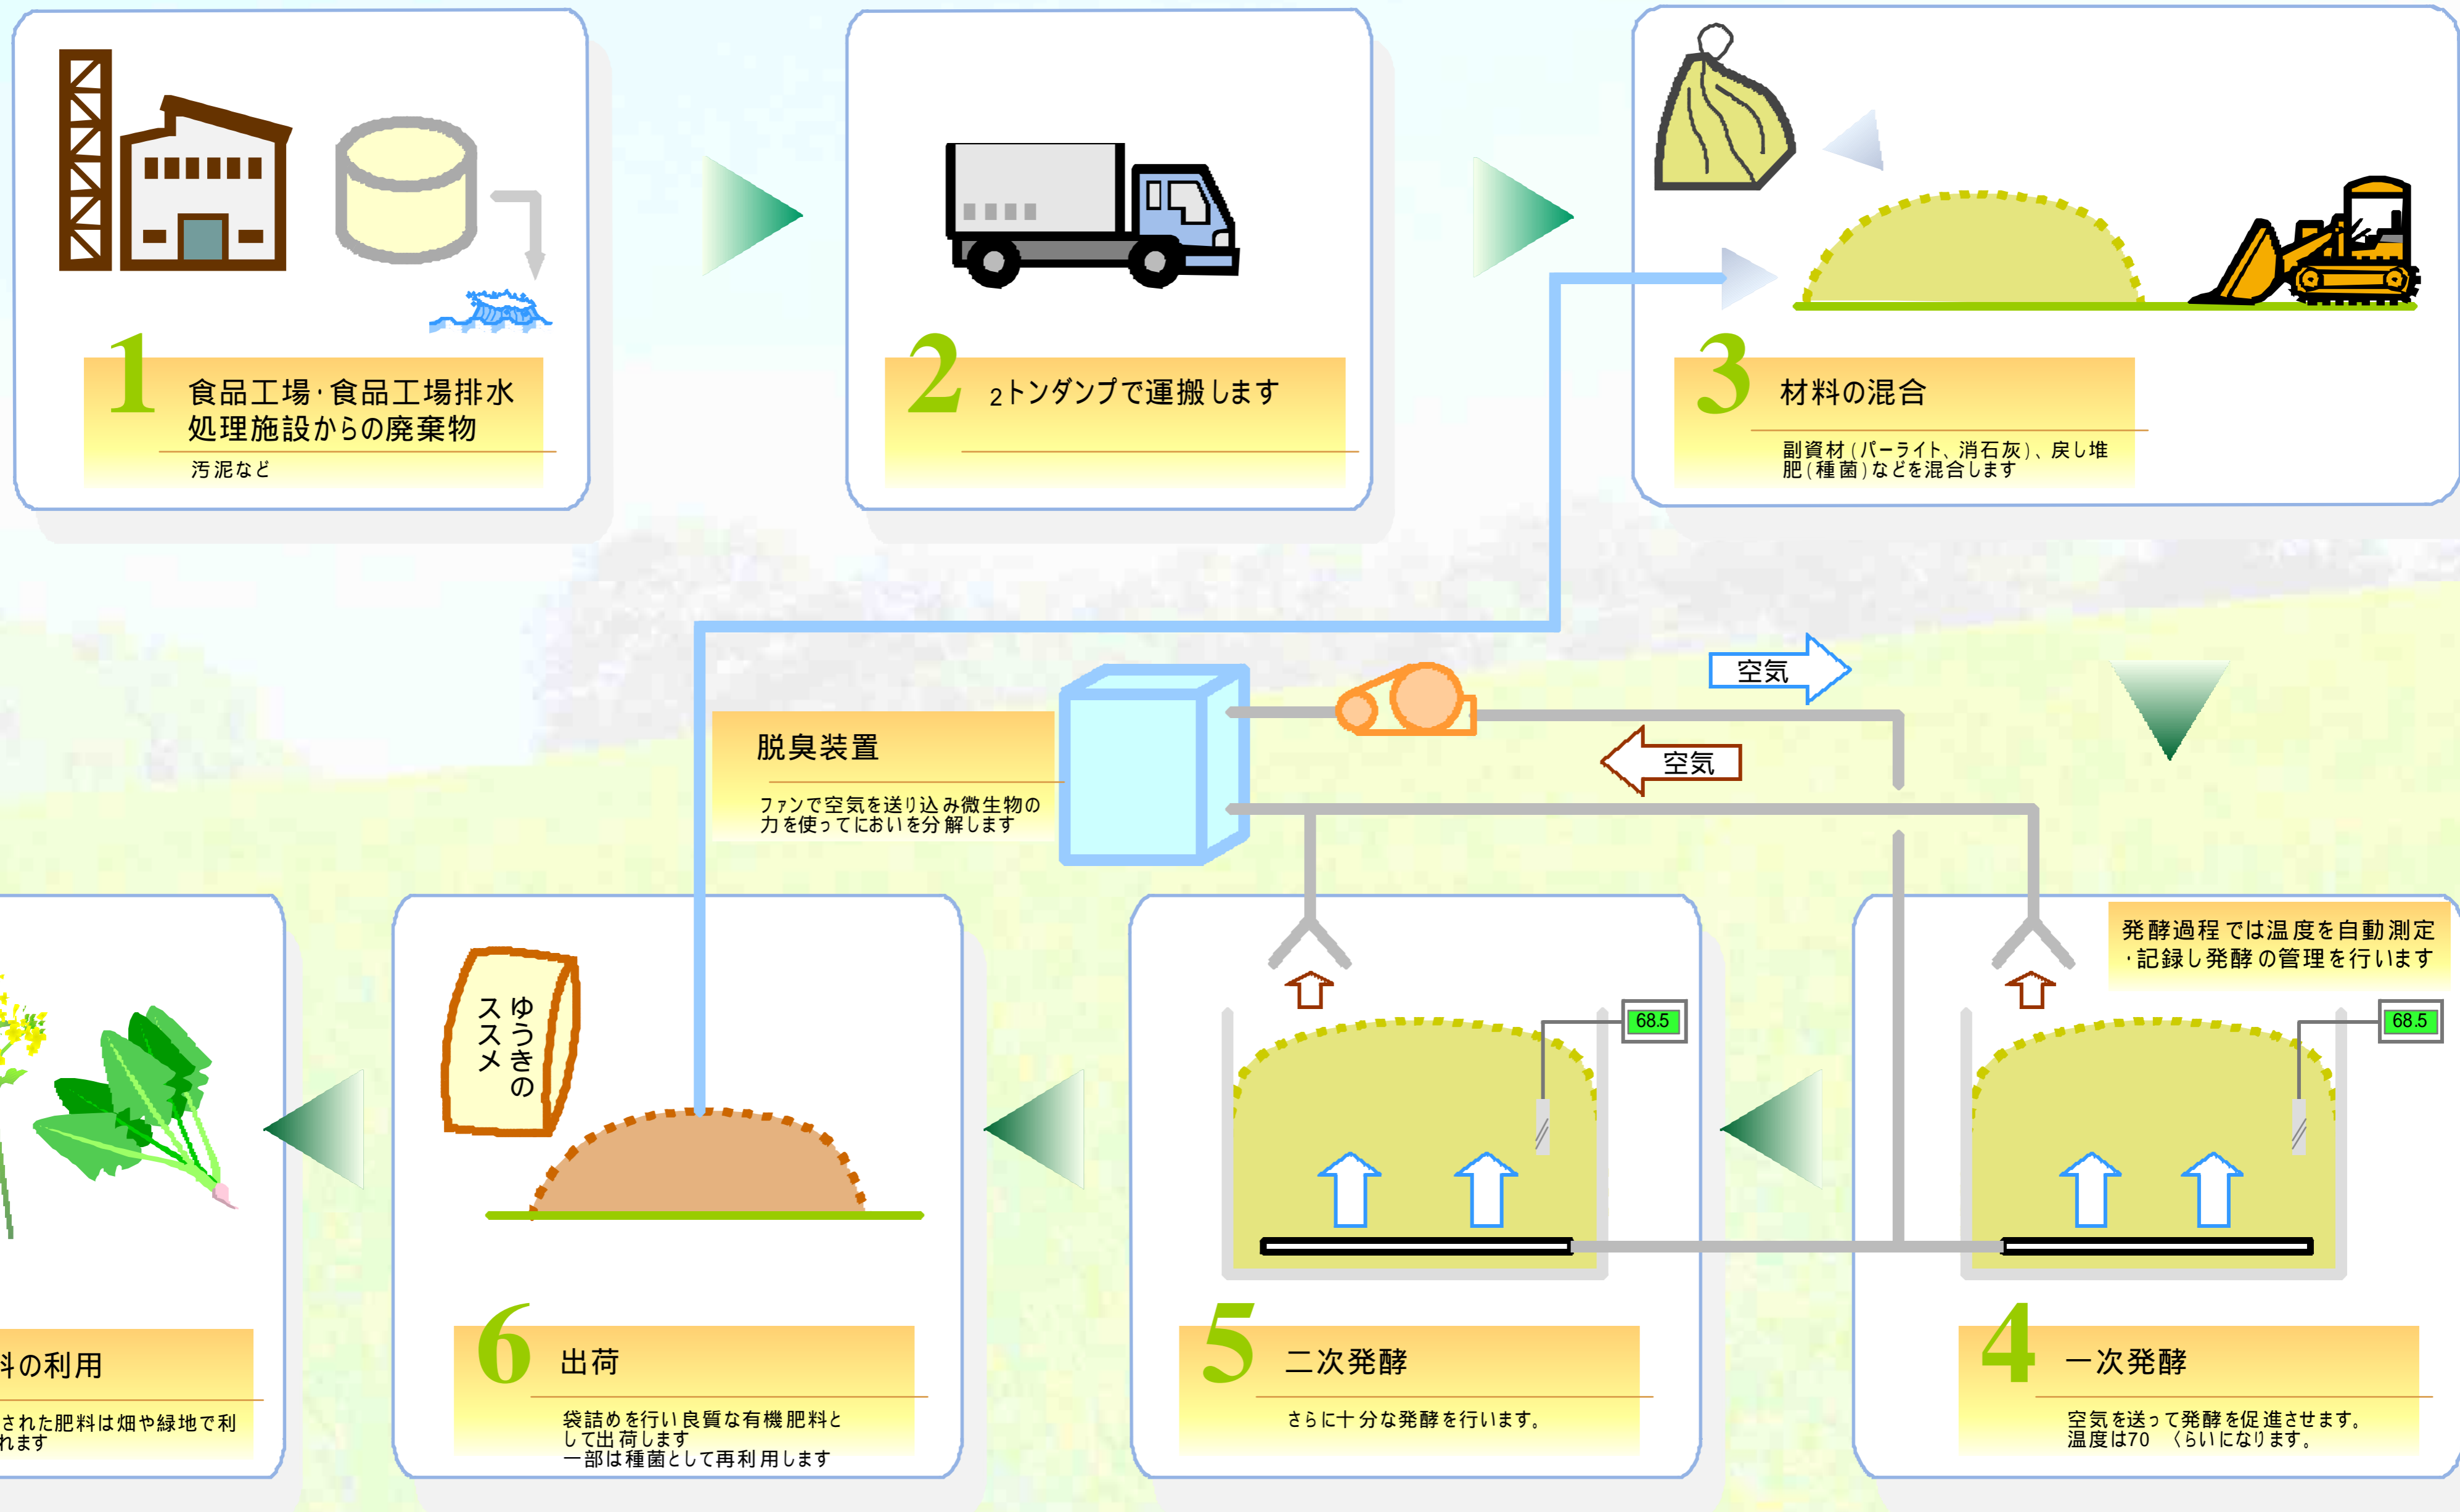 1
食品工場・食品工場排水
処理施設からの廃棄物
汚泥など
2
2トンダンプで運搬します
3
材料の混合
副資材(パーライト、消石灰)、戻し堆
肥(種菌)などを混合します
空気
空気
脱臭装置
ファンで空気を送り込み微生物の
力を使ってにおいを分解します
発酵過程では温度を自動測定
・記録し発酵の管理を行います
68.5
4
一次発酵
空気を送って発酵を促進させます。
温度は70 くらいになります。
68.5
5
二次発酵
さらに十分な発酵を行います。
ゆうきの
ススメ
6
出荷
袋詰めを行い良質な有機肥料と
して出荷します
一部は種菌として再利用します
料の利用
された肥料は畑や緑地で利
れます